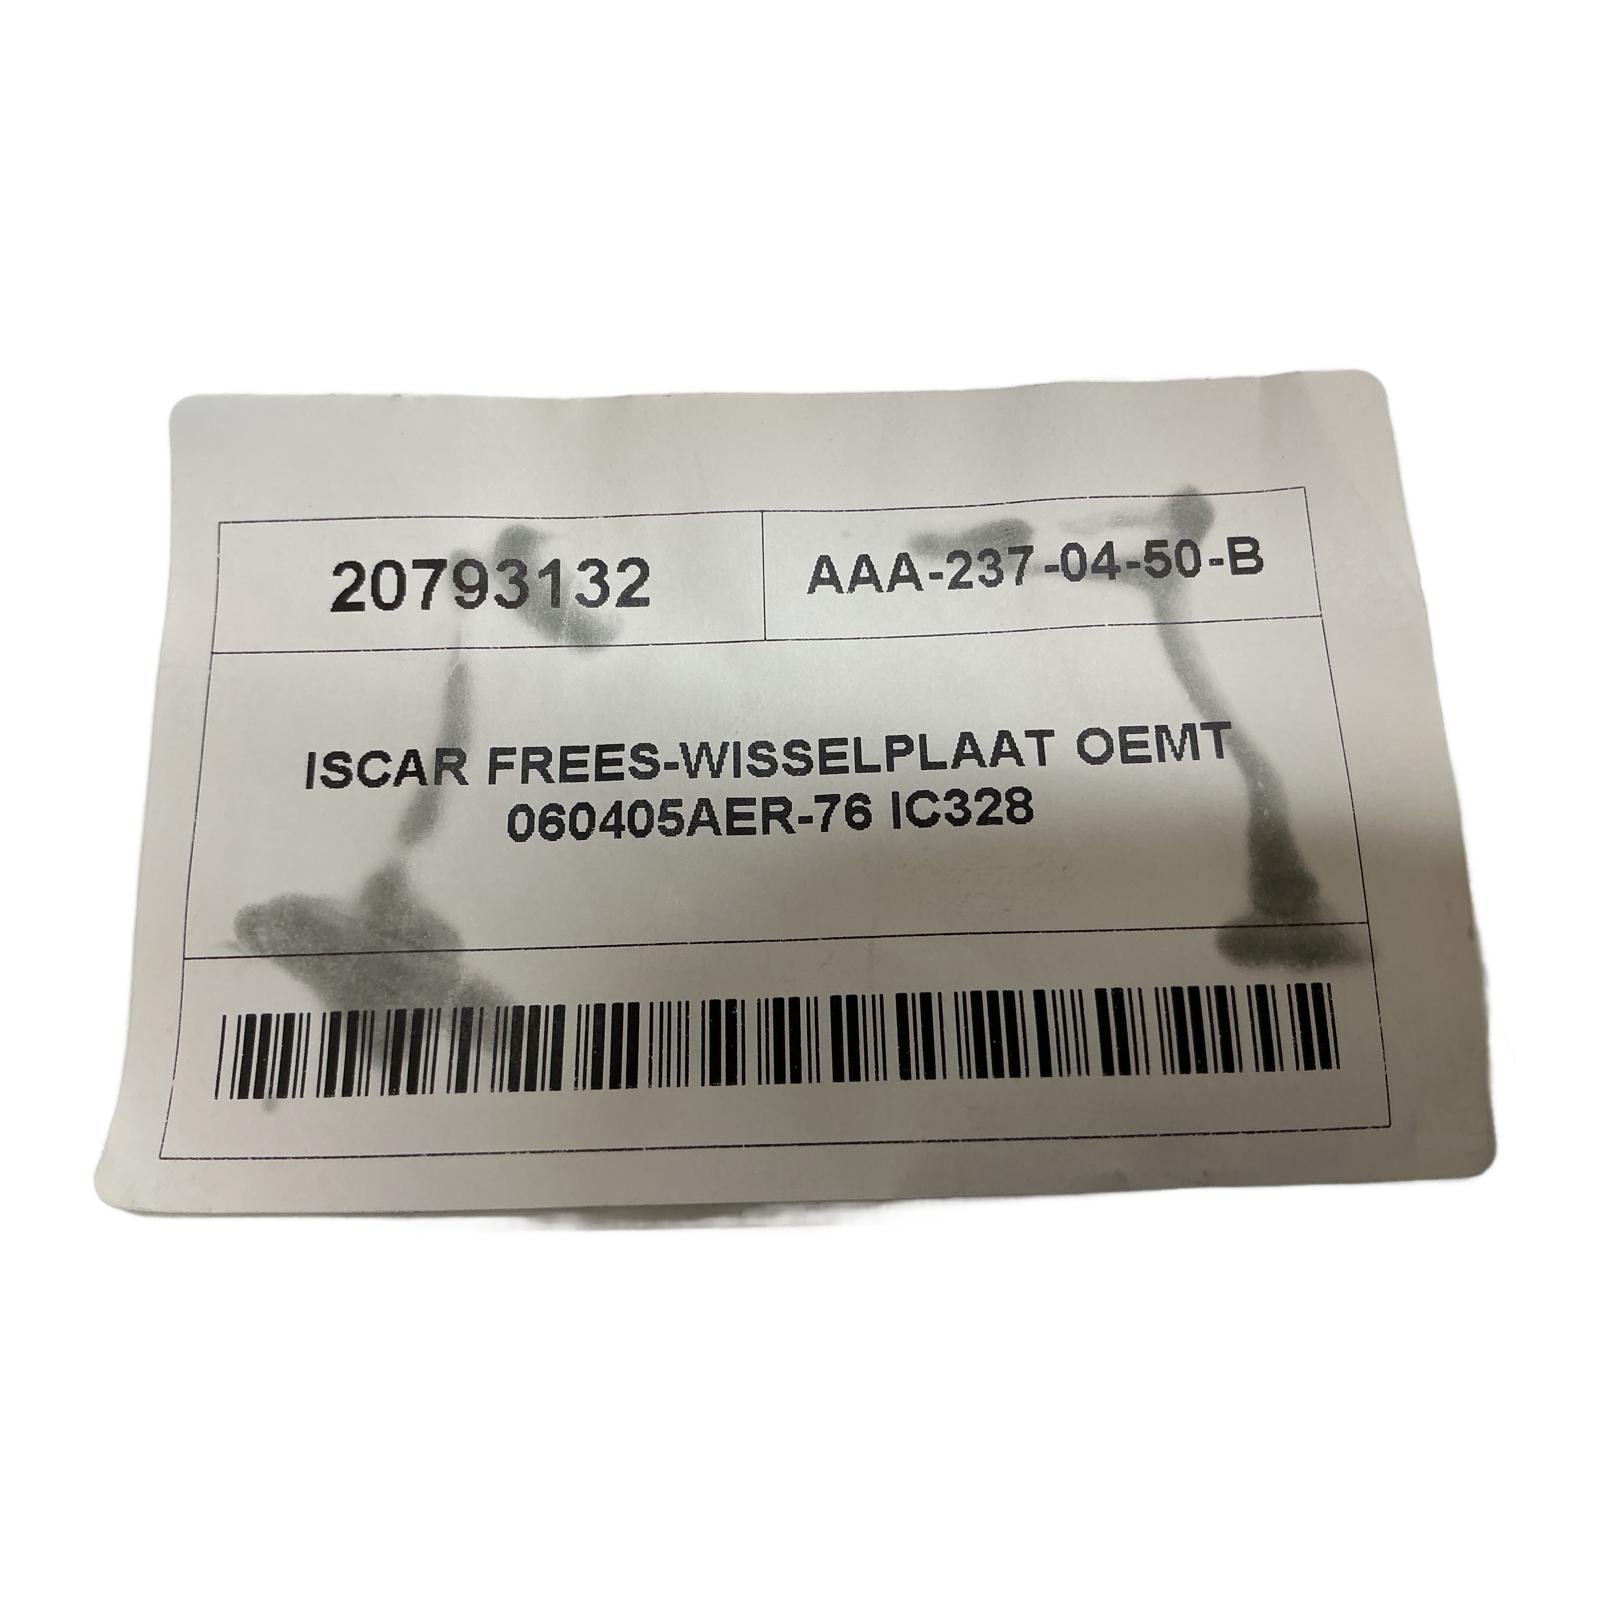 20793132
AAA-237-04-50-B
ISCAR FREES-WISSELPLAAT OEMT
060405AER-76 IC328